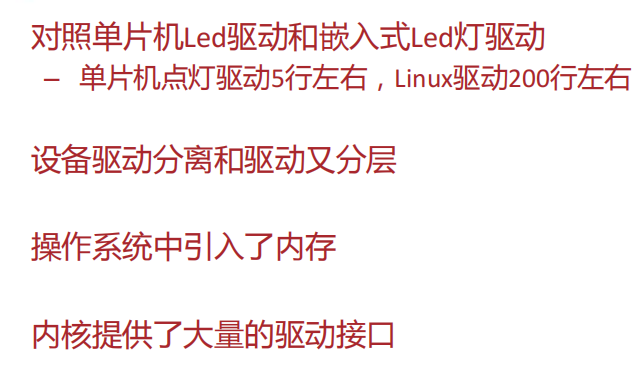 对照单片机Led驱动和嵌入式Led灯驱动
– 单片机点灯驱动5行左右，Linux驱动200行左右
设备驱动分离和驱动又分层
操作系统中引入了内存
内核提供了大量的驱动接口